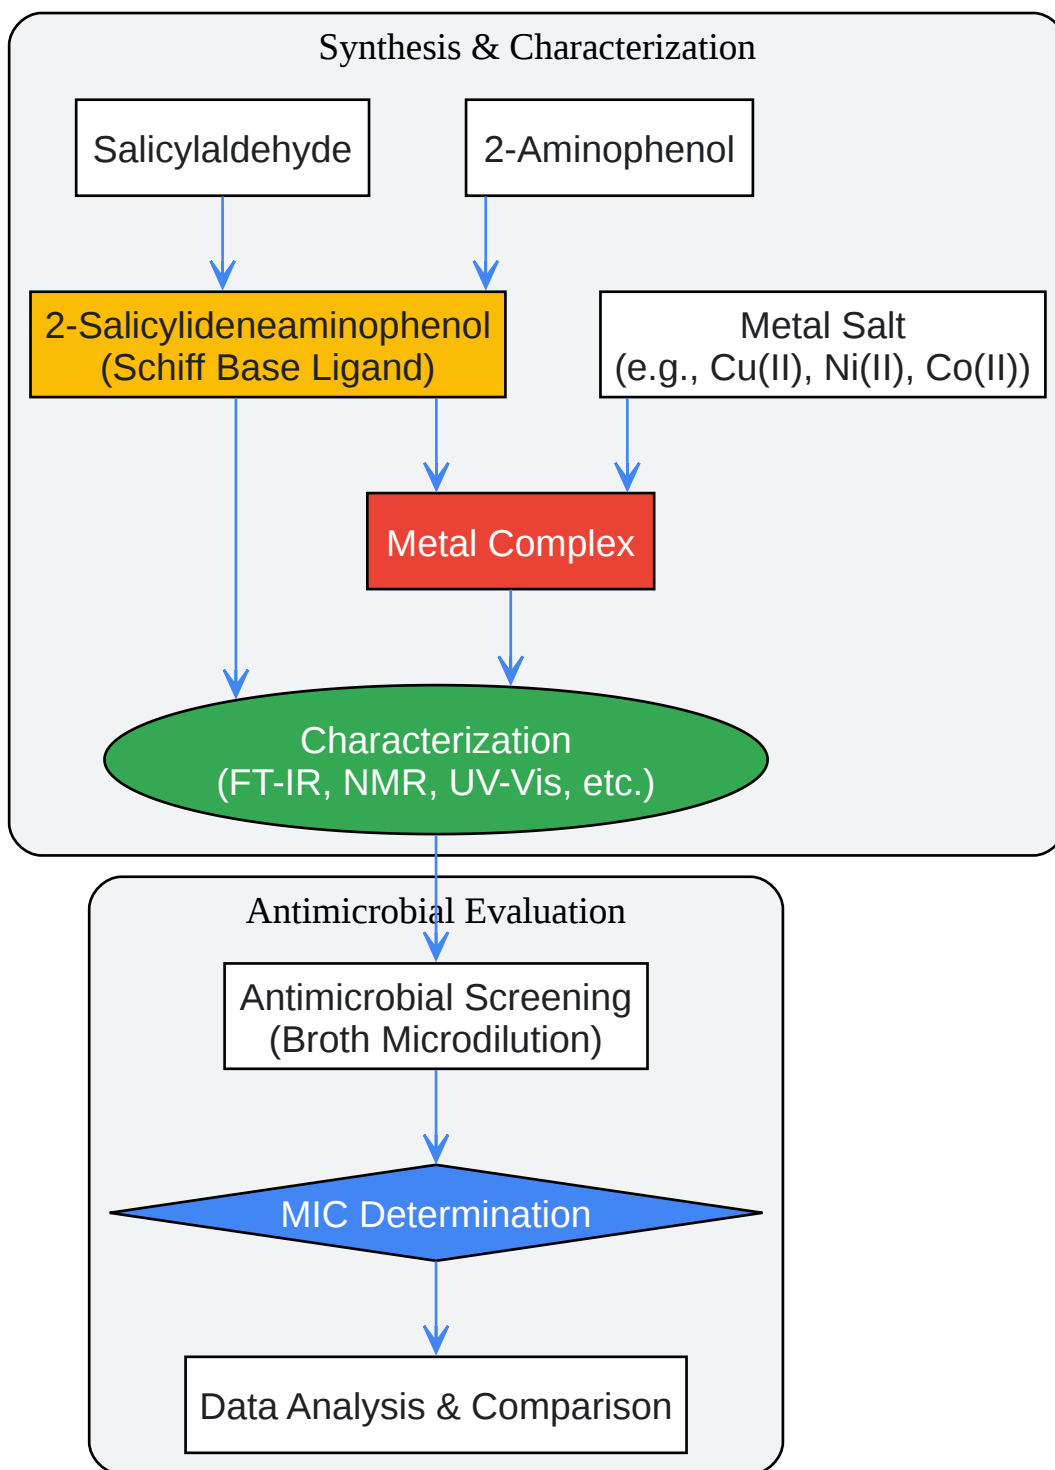 Synthesis & Characterization
Salicylaldehyde
2-Aminophenol
2-Salicylideneaminophenol
(Schiff Base Ligand)
Metal Salt
(e.g., Cu(II), Ni(II), Co(II))
Metal Complex
Characterization
(FT-IR, NMR, UV-Vis, etc.)
Antimicrobial Evaluation
Antimicrobial Screening
(Broth Microdilution)
MIC Determination
Data Analysis & Comparison